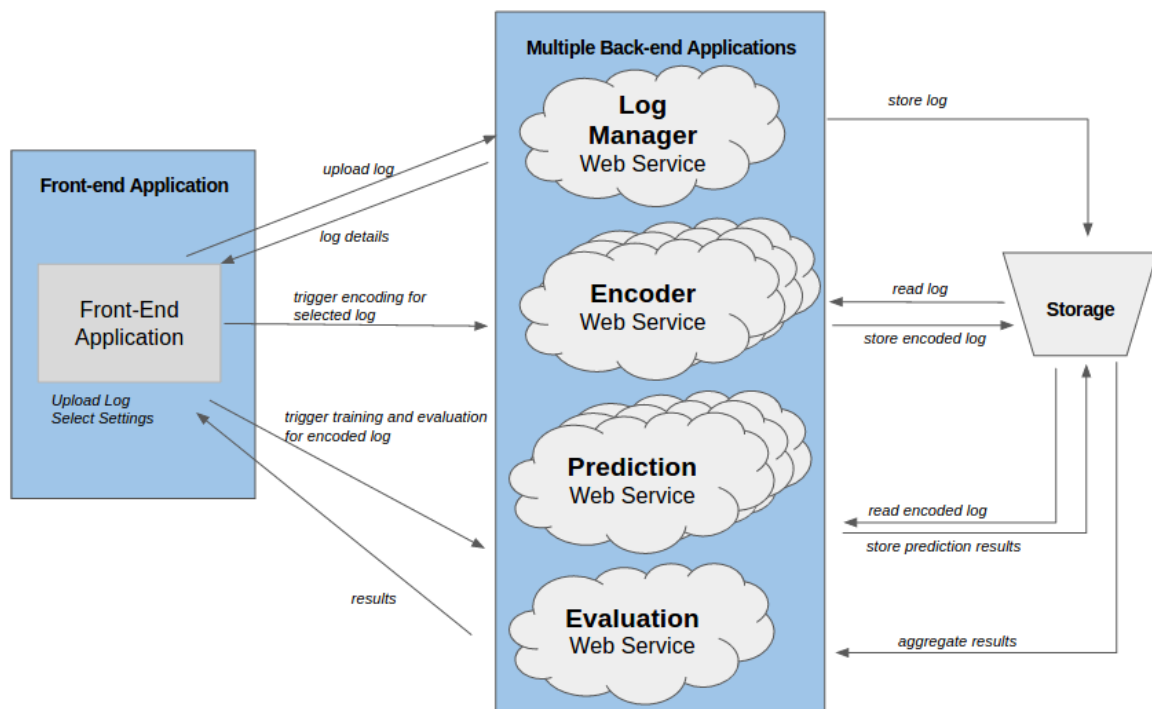 Multiple Back-end Applications
Log
Manager
Web Service
store log
Front-end Application
upload log
log details
Front-End
Application
trigger encoding for
selected log
Encoder
Web Service
read log
store encoded log
Storage
Upload Log
Select Settings
trigger training and evaluation
for encoded log
Prediction
Web Service
read encoded log
store prediction results
results
Evaluation
Web Service
aggregate results